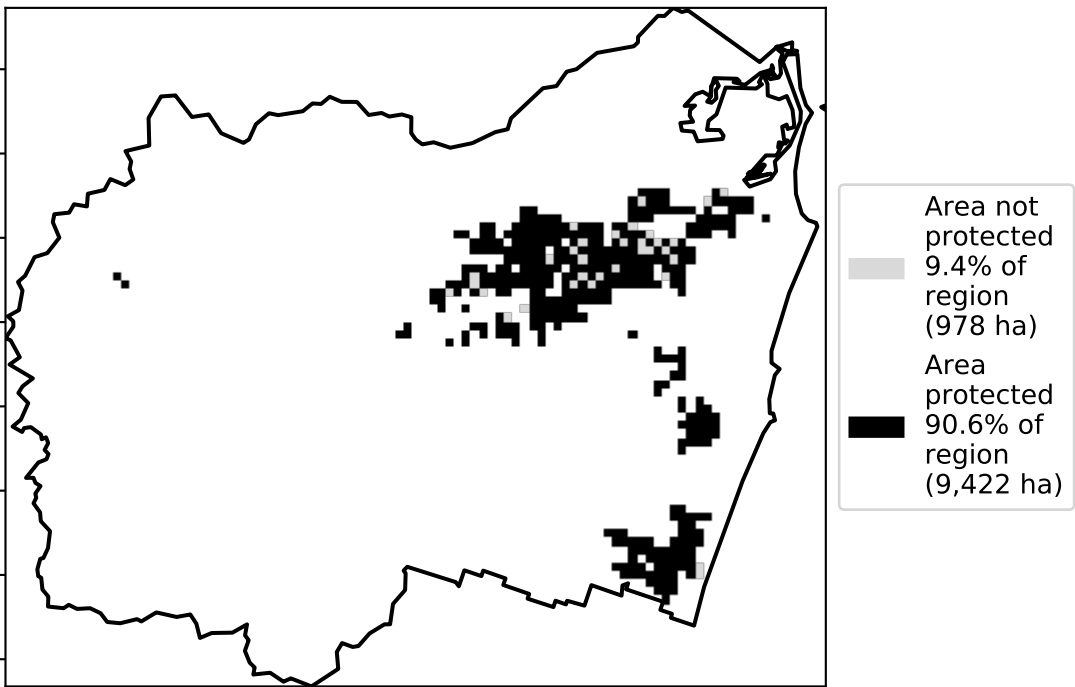 Area not
protected
9.4% of
region
(978 ha)
Area
protected
90.6% of
region
(9,422 ha)